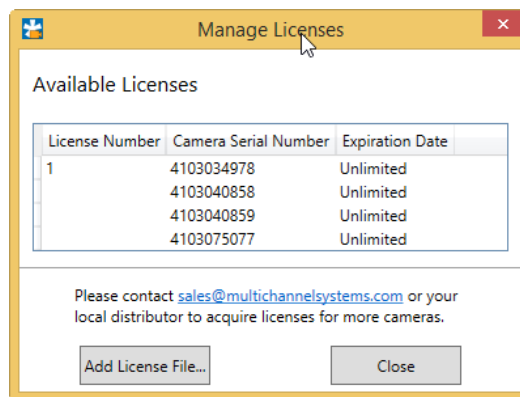 Manage Licenses
Available Licenses
License Number Camera Serial Number Expiration Date
1 4103034978 Unlimited
4103040858 Unlimited
4103040859 Unlimited
4103075077 Unlimited
Please contact sales@multichannelsystems.com or your
local distributor to acquire licenses for more cameras.
Add License File... Close